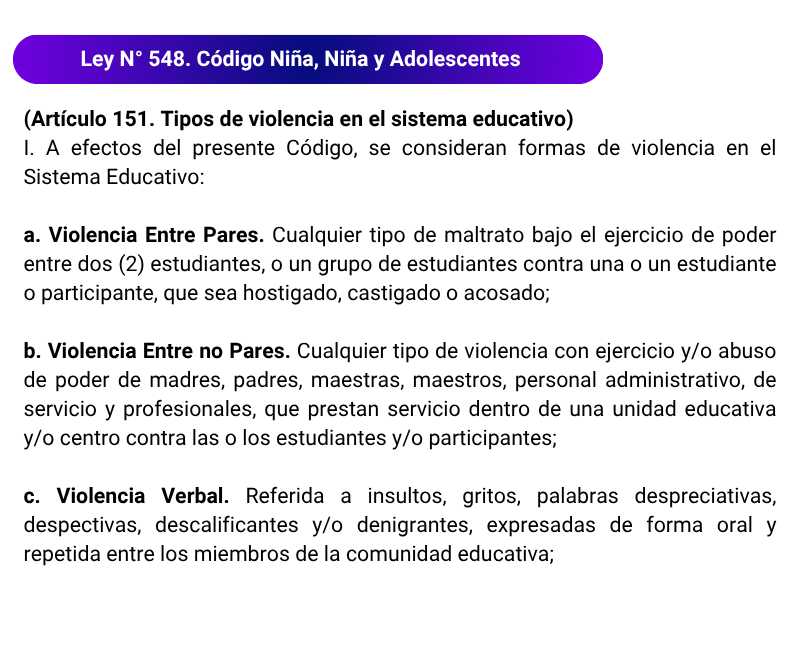 Ley N° 548. Código Niña, Niña y Adolescentes
(Artículo 151. Tipos de violencia en el sistema educativo)
I. A efectos del presente Código, se consideran formas de violencia en el
Sistema Educativo:
a. Violencia Entre Pares. Cualquier tipo de maltrato bajo el ejercicio de poder
entre dos (2) estudiantes, o un grupo de estudiantes contra una o un estudiante
o participante, que sea hostigado, castigado o acosado;
b. Violencia Entre no Pares. Cualquier tipo de violencia con ejercicio y/o abuso
de poder de madres, padres, maestras, maestros, personal administrativo, de
servicio y profesionales, que prestan servicio dentro de una unidad educativa
y/o centro contra las o los estudiantes y/o participantes;
c. Violencia Verbal. Referida a insultos, gritos, palabras despreciativas,
despectivas, descalificantes y/o denigrantes, expresadas de forma oral y
repetida entre los miembros de la comunidad educativa;